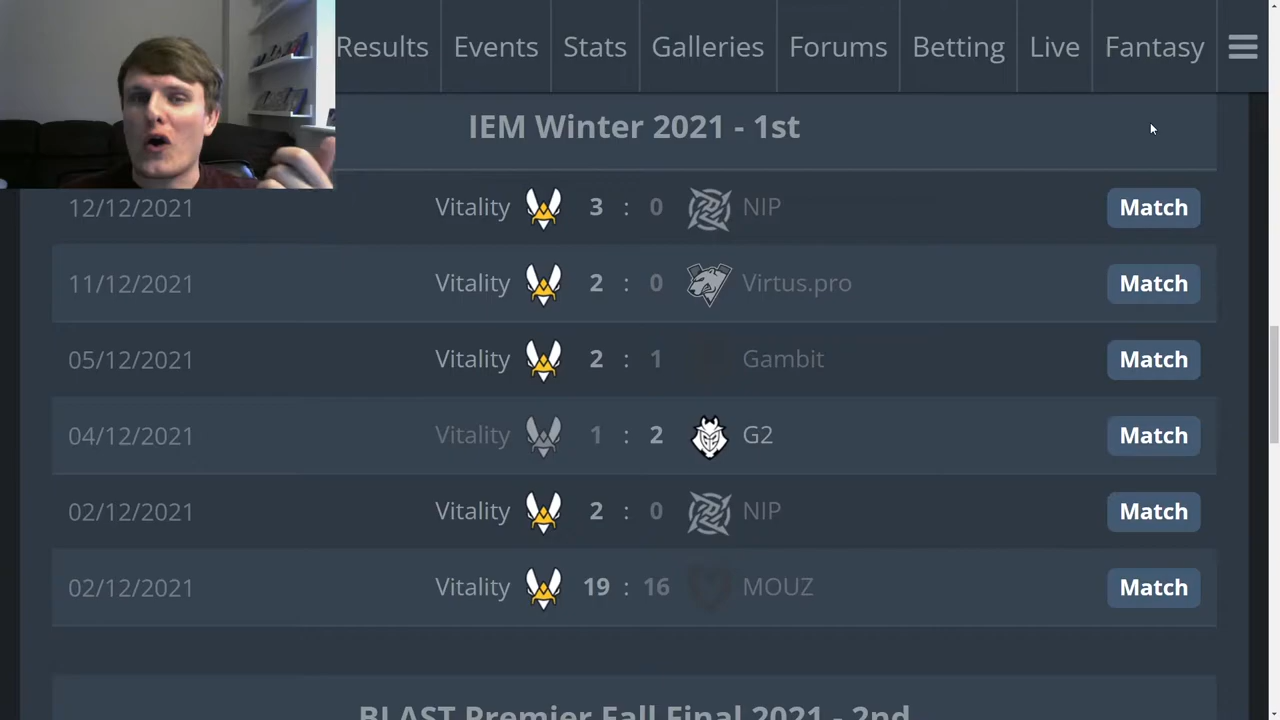 Results Events Stats Galleries Forums Betting Live Fantasy
IEM Winter 2021 - 1st
12/12/2021 Vitality 3 : 0 NIP Match
11/12/2021 Vitality 2 : 0 Virtus.pro Match
05/12/2021 Vitality 2 : 1 Gambit Match
04/12/2021 Vitality 1 : 2 G2 Match
02/12/2021 Vitality 2 : 0 NIP Match
02/12/2021 Vitality 19 : 16 MOUZ Match
BLAST Premier Fall Final 2021 - 2nd